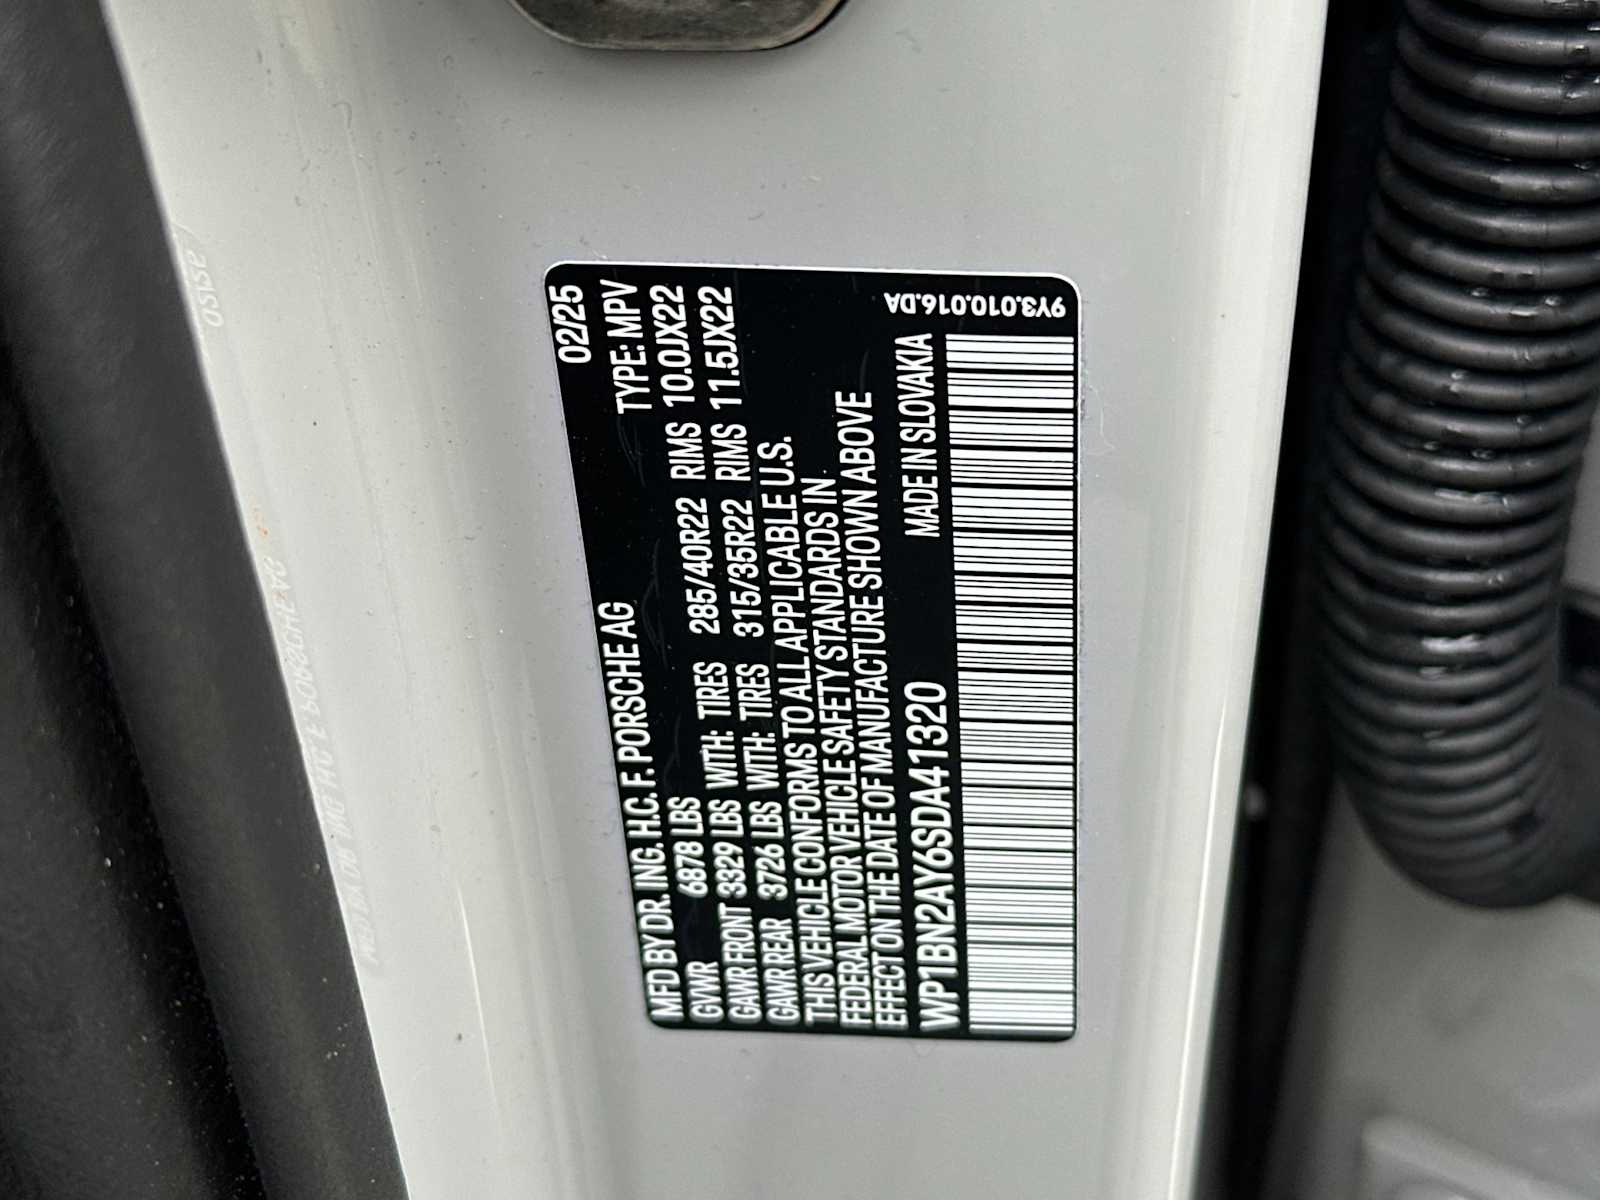 02/25
MFD BY DR. ING. H.C. F. PORSCHE AG TYPE: MPV
GVWR 6878 LBS
GAWR FRONT 3329 LBS WITH: TIRES 285/40R22 RIMS 10.0JX22
GAWR REAR 3726 LBS WITH: TIRES 315/35R22 RIMS 11.5JX22
THIS VEHICLE CONFORMS TO ALL APPLICABLE U.S.
FEDERAL MOTOR VEHICLE SAFETY STANDARDS IN
EFFECT ON THE DATE OF MANUFACTURE SHOWN ABOVE
WP1BN2AY6SDA41320 MADE IN SLOVAKIA
9Y3.010.016.DA